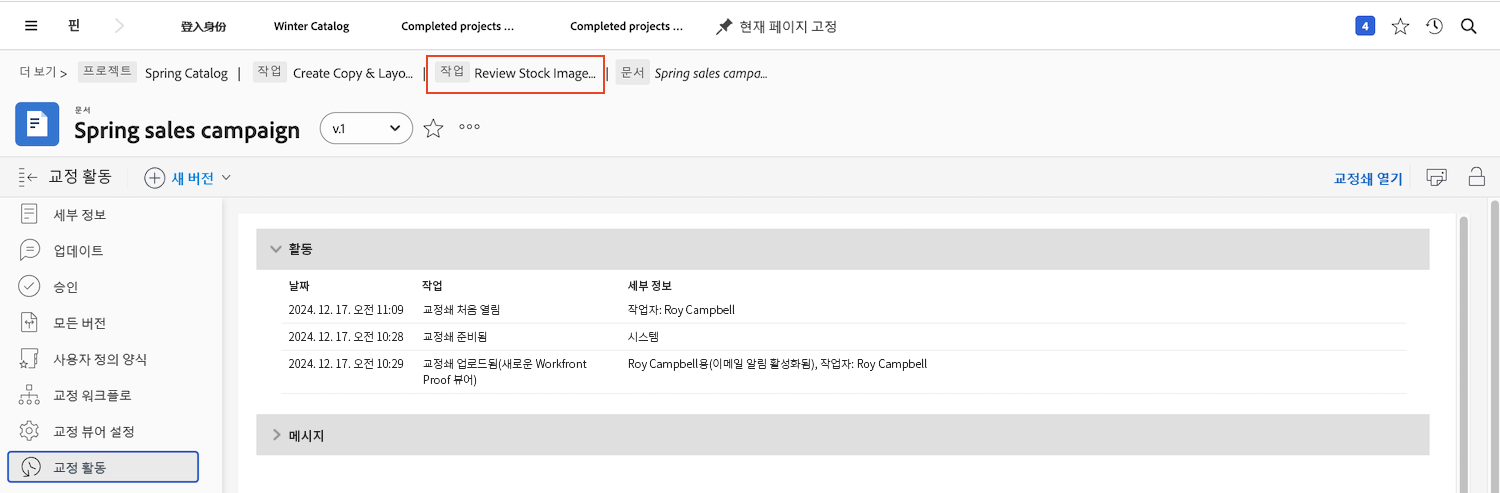 핀 登入身份 Winter Catalog Completed projects ... Completed projects ... 현재 페이지 고정 4
더 보기 > 프로젝트 Spring Catalog | 작업 Create Copy & Layo... | 작업 Review Stock Image... | 문서 Spring sales campa...
문서
Spring sales campaign v.1
교정 활동 새 버전 교정쇄 열기
세부 정보
업데이트
승인
모든 버전
사용자 정의 양식
교정 워크플로
교정 뷰어 설정
교정 활동
활동
날짜 작업 세부 정보
2024. 12. 17. 오전 11:09 교정쇄 처음 열림 작업자: Roy Campbell
2024. 12. 17. 오전 10:28 교정쇄 준비됨 시스템
2024. 12. 17. 오전 10:29 교정쇄 업로드됨(새로운 Workfront Roy Campbell용(이메일 알림 활성화됨), 작업자: Roy Campbell
Proof 뷰어)
메시지